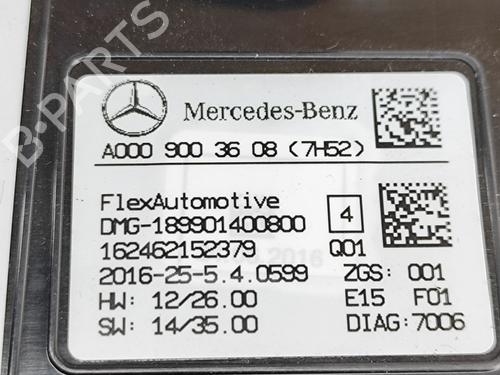 B-PARTS
Mercedes-Benz
A000 900 36 08 (7H52)
FlexAutomotive
DMG-189901400800 4
162462152379 Q01
2016-25-5.4.0599 ZGS: 001
HW: 12/26.00 E15 F01
SW: 14/35.00 DIAG:7006